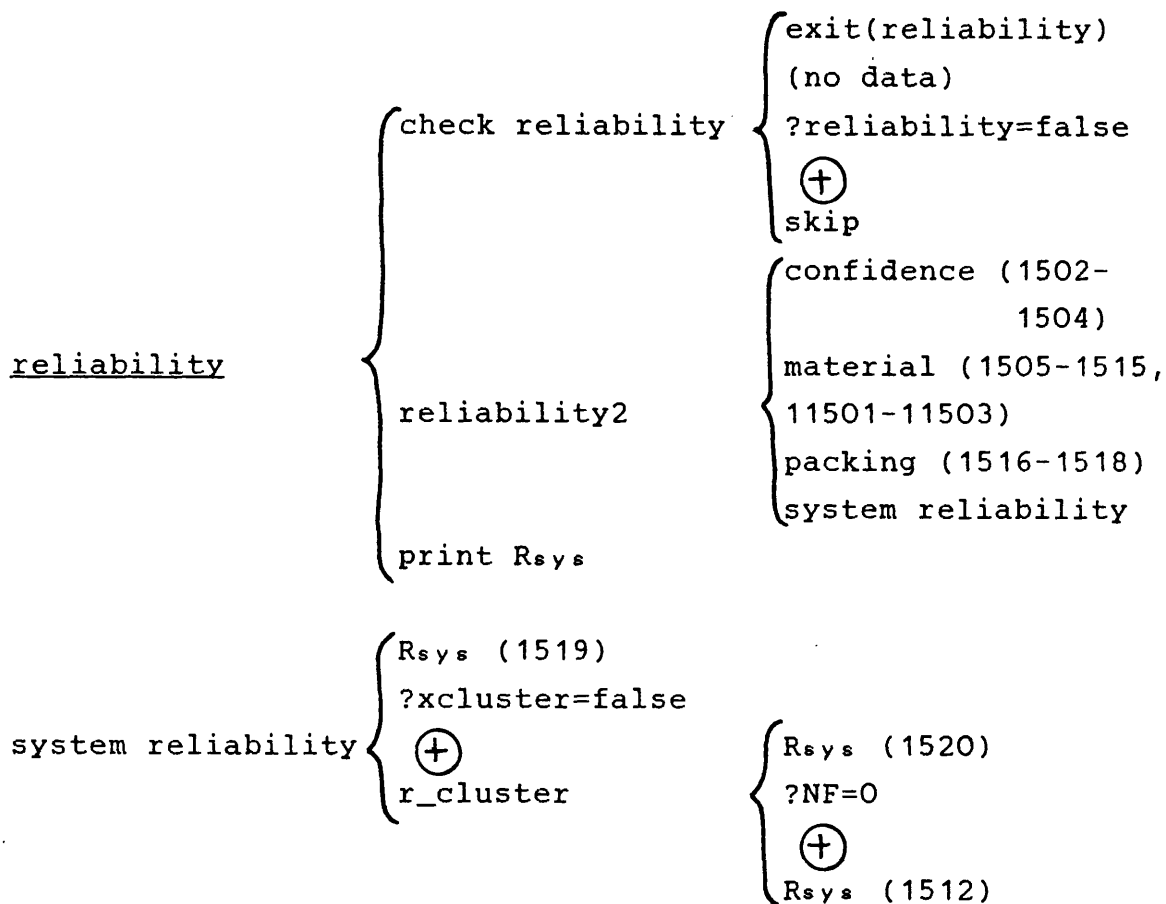 exit(reliability)
(no data)
check reliability
?reliability=false
+
skip
confidence (1502-
1504)
reliability
material (1505-1515,
reliability2
11501-11503)
packing (1516-1518)
system reliability
print Rsys
Rsys (1519)
?xcluster=false
system reliability
+
r_cluster
Rsys (1520)
?NF=0
+
Rsys (1512)